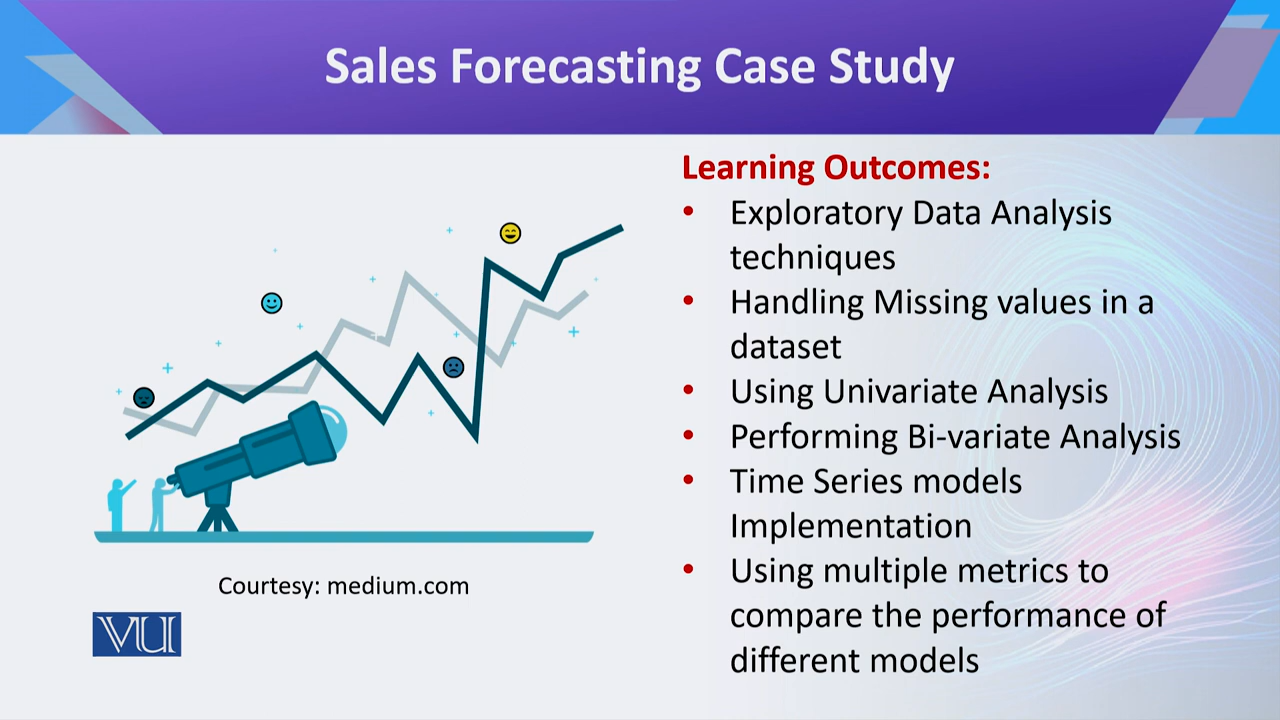 Sales Forecasting Case Study
Learning Outcomes:
• Exploratory Data Analysis
techniques
• Handling Missing values in a
dataset
• Using Univariate Analysis
• Performing Bi-variate Analysis
• Time Series models
Implementation
• Using multiple metrics to
compare the performance of
different models
Courtesy: medium.com
VU